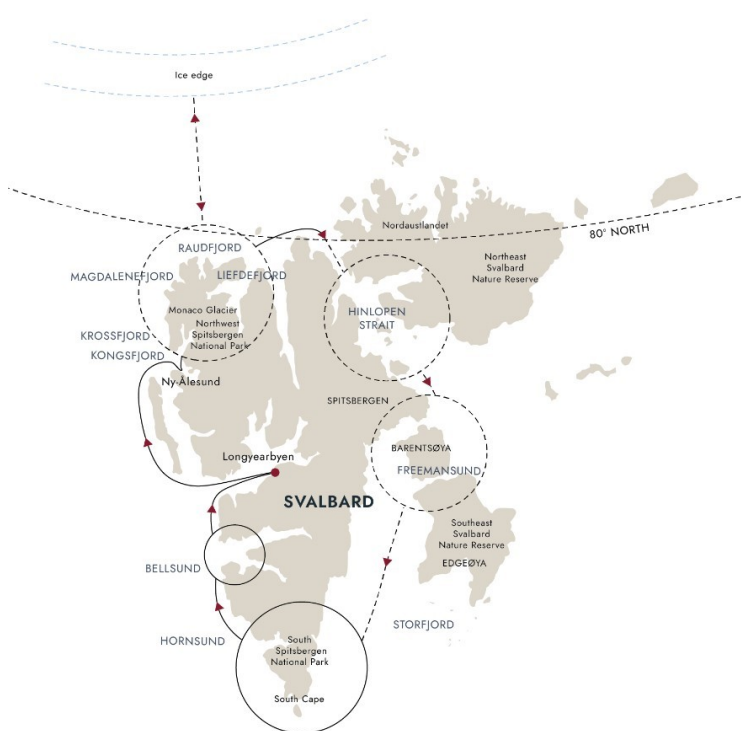 Ice edge
80° NORTH
Nordaustlandet
RAUDFJORD
MAGDALENEFJORD
LIEFDEFJORD
Northeast
Svalbard
Nature Reserve
Monaco Glacier
Northwest
Spitsbergen
National Park
HINLOPEN
STRAIT
KROSSFJORD
KONGSFJORD
Ny-Ålesund
SPITSBERGEN
BARENTSØYA
FREEMANSUND
Longyearbyen
SVALBARD
Southeast
Svalbard
Nature Reserve
EDGEØYA
BELLSUND
STORFJORD
HORNSUND
South
Spitsbergen
National Park
South Cape